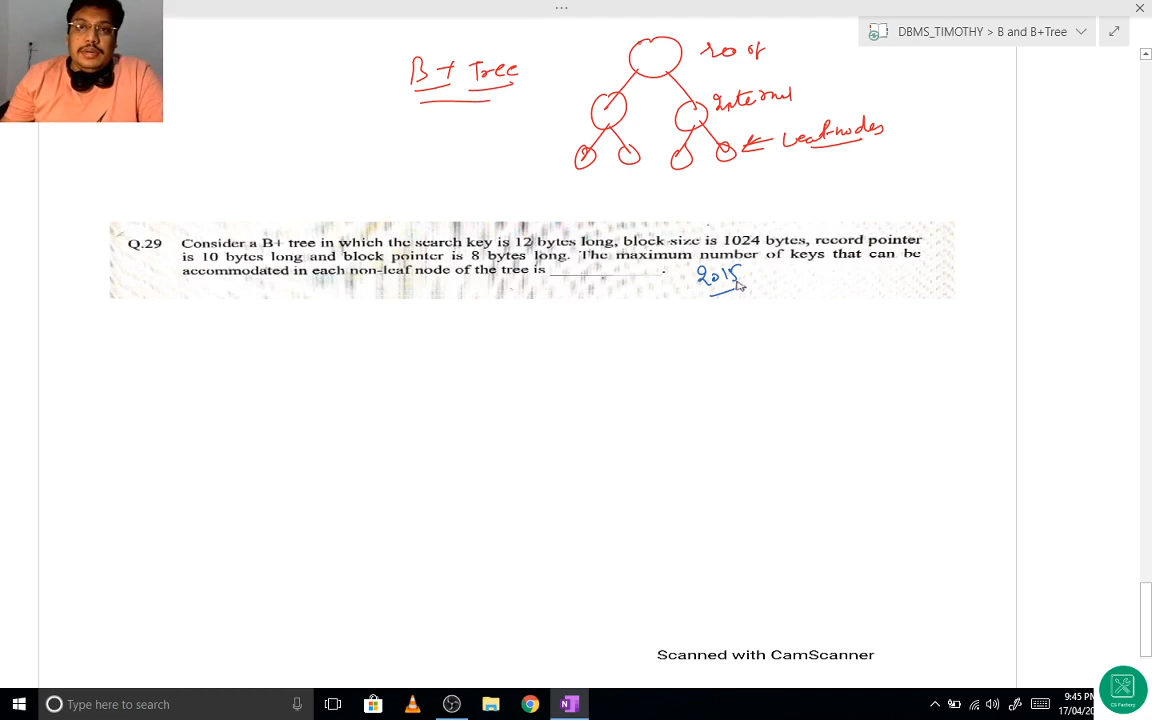 DBMS_TIMOTHY > B and B+Tree
B+ Tree
root
Internal
Leaf-nodes
Q.29 Consider a B+ tree in which the search key is 12 bytes long, block size is 1024 bytes, record pointer
is 10 bytes long and block pointer is 8 bytes long. The maximum number of keys that can be
accommodated in each non-leaf node of the tree is ____________ .
2015
Scanned with CamScanner
CS Factory
Type here to search
9:45 PM
17/04/20